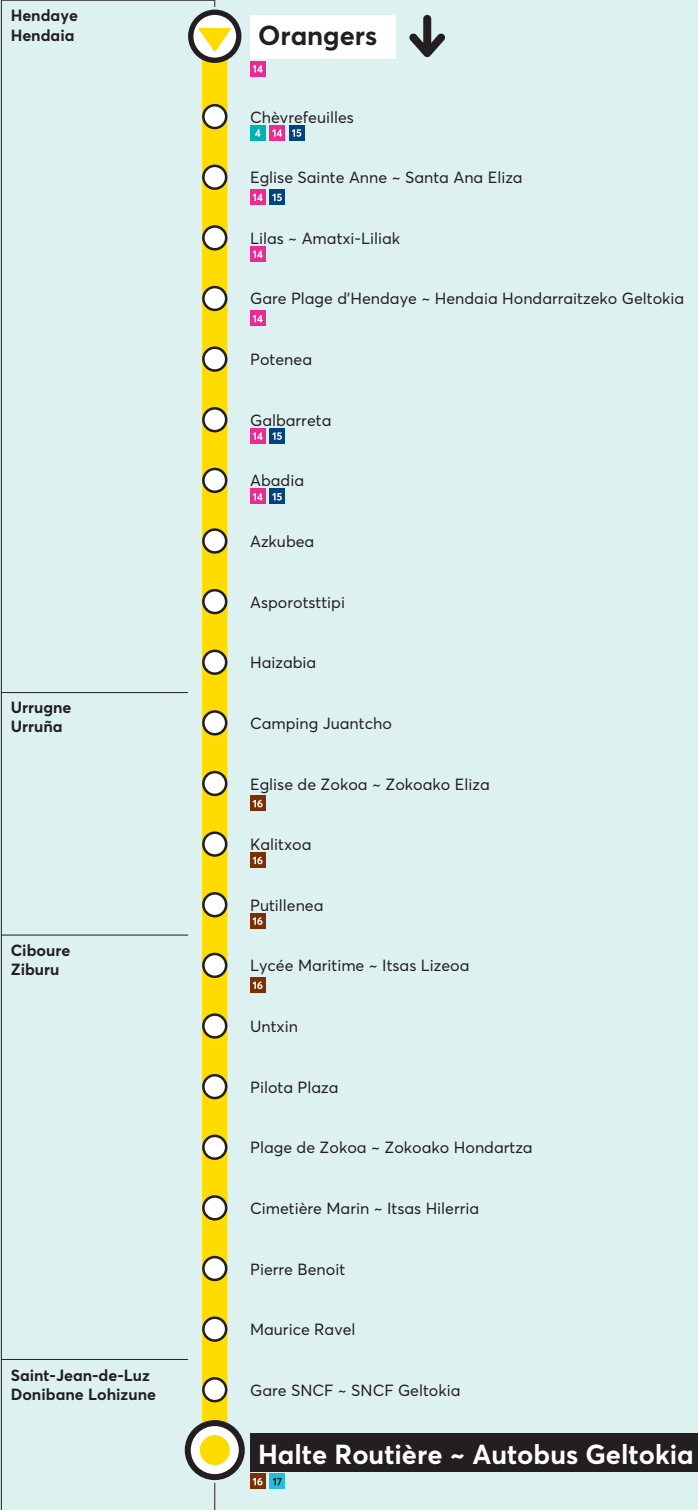 Hendaye
Hendaia
Orangers
14
Chèvrefeuilles
4 14 15
Eglise Sainte Anne ~ Santa Ana Eliza
14 15
Lilas ~ Amatxi-Liliak
14
Gare Plage d'Hendaye ~ Hendaia Hondarraitzeko Geltokia
14
Potenea
Galbarreta
14 15
Abadia
14 15
Azkubea
Asporotsttipi
Haizabia
Urrugne
Urruña
Camping Juantcho
Eglise de Zokoa ~ Zokoako Eliza
16
Kalitxoa
16
Putillenea
16
Ciboure
Ziburu
Lycée Maritime ~ Itsas Lizeoa
16
Untxin
Pilota Plaza
Plage de Zokoa ~ Zokoako Hondartza
Cimetière Marin ~ Itsas Hilerria
Pierre Benoit
Maurice Ravel
Saint-Jean-de-Luz
Donibane Lohizune
Gare SNCF ~ SNCF Geltokia
Halte Routière ~ Autobus Geltokia
16 17